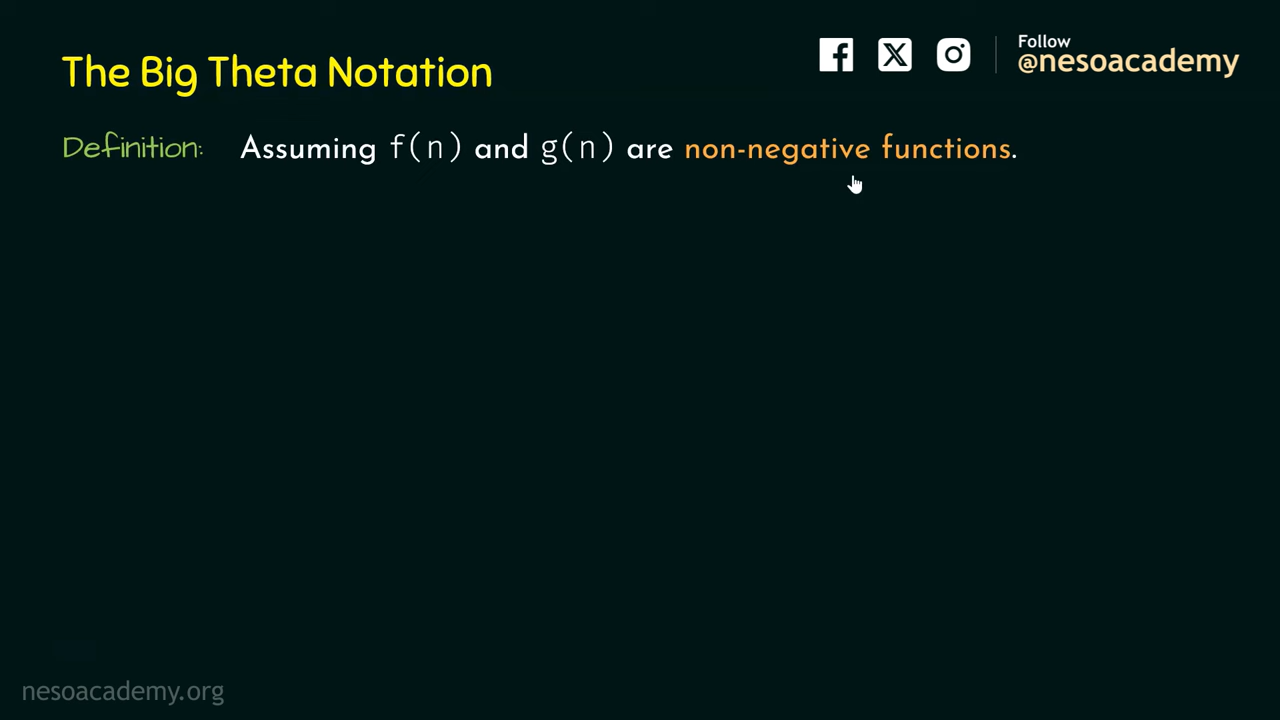 The Big Theta Notation
Follow
@nesoacademy
Definition: Assuming f(n) and g(n) are non-negative functions.
nesoacademy.org